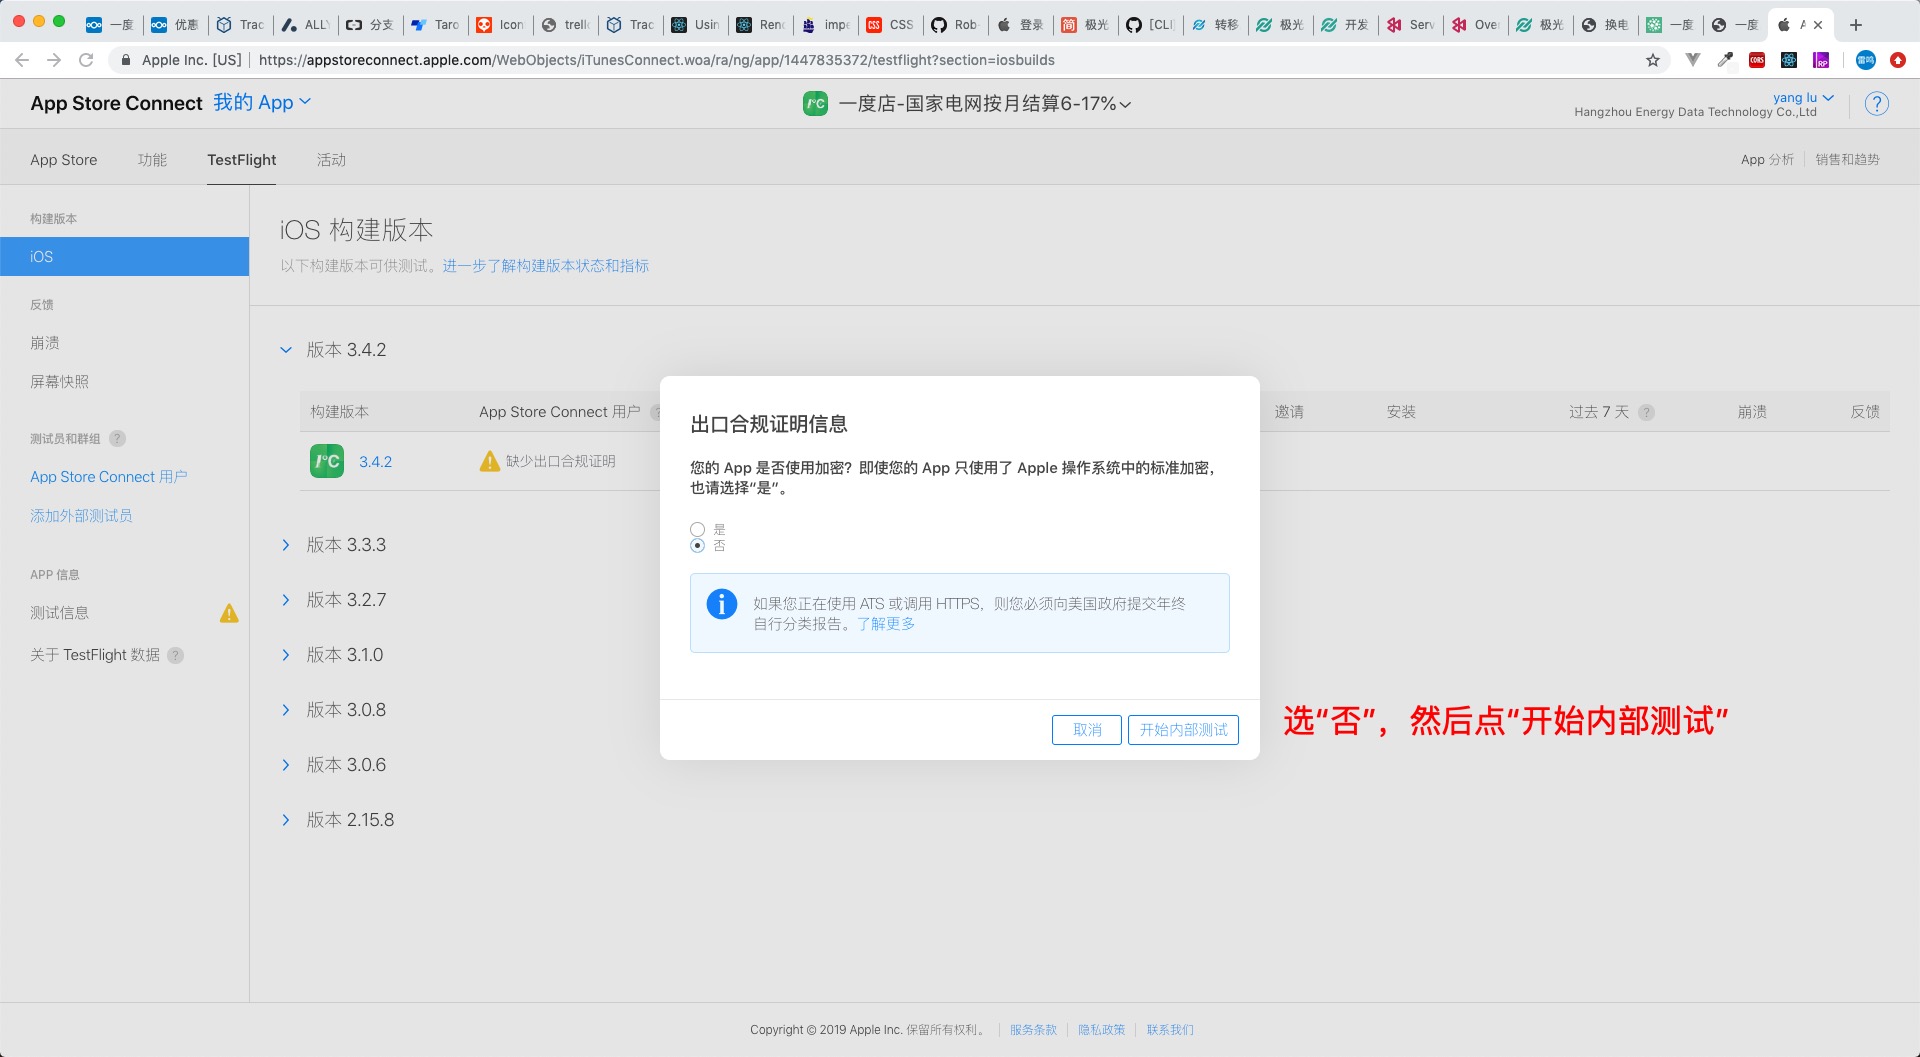 一度
优惠
Trac
ALLY
分支
Taro
Icon
trello
Trac
Usin
Rend
impe
CSS
Rob
登录
极光
[CLI
转移
极光
开发
Serv
Over
极光
换电
一度
一度
Apple Inc. [US] https://appstoreconnect.apple.com/WebObjects/iTunesConnect.woa/ra/ng/app/1447835372/testflight?section=iosbuilds
App Store Connect 我的 App
一度店-国家电网按月结算6-17%
yang lu
Hangzhou Energy Data Technology Co.,Ltd
?
App Store 功能 TestFlight 活动
App 分析 销售和趋势
构建版本
iOS
反馈
崩溃
屏幕快照
测试员和群组 ?
App Store Connect 用户
添加外部测试员
APP 信息
测试信息
关于 TestFlight 数据 ?
iOS 构建版本
以下构建版本可供测试。进一步了解构建版本状态和指标
版本 3.4.2
构建版本 App Store Connect 用户 ? 邀请 安装 过去 7 天 ? 崩溃 反馈
3.4.2 缺少出口合规证明
版本 3.3.3
版本 3.2.7
版本 3.1.0
版本 3.0.8
版本 3.0.6
版本 2.15.8
出口合规证明信息
您的 App 是否使用加密？即使您的 App 只使用了 Apple 操作系统中的标准加密，
也请选择“是”。
是
否
如果您正在使用 ATS 或调用 HTTPS，则您必须向美国政府提交年终
自行分类报告。了解更多
取消 开始内部测试
选“否”，然后点“开始内部测试”
Copyright © 2019 Apple Inc. 保留所有权利。 服务条款 隐私政策 联系我们